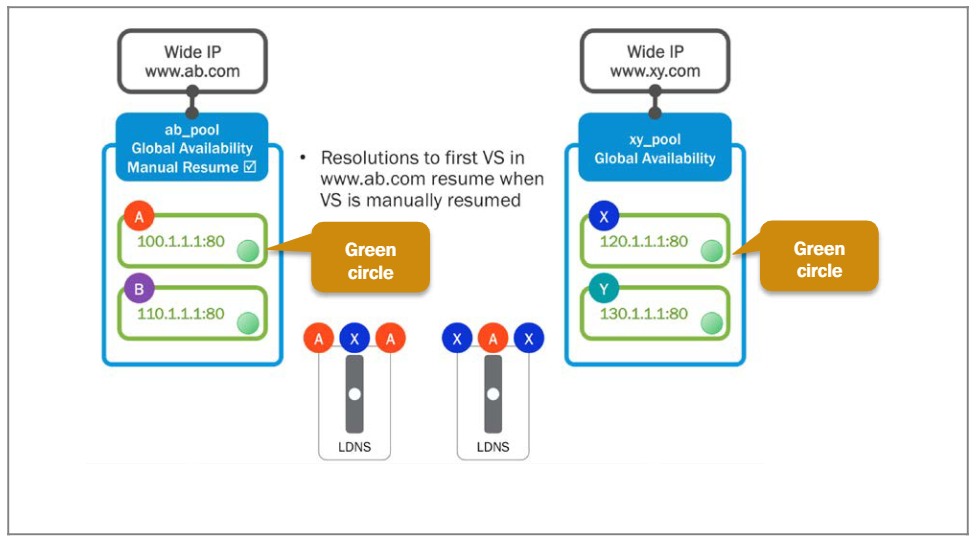 Wide IP
www.ab.com
ab_pool
Global Availability
Manual Resume ☑
A
100.1.1.1:80
B
110.1.1.1:80
Green
circle
• Resolutions to first VS in
www.ab.com resume when
VS is manually resumed
A X A
LDNS
X A X
LDNS
Wide IP
www.xy.com
xy_pool
Global Availability
X
120.1.1.1:80
Y
130.1.1.1:80
Green
circle